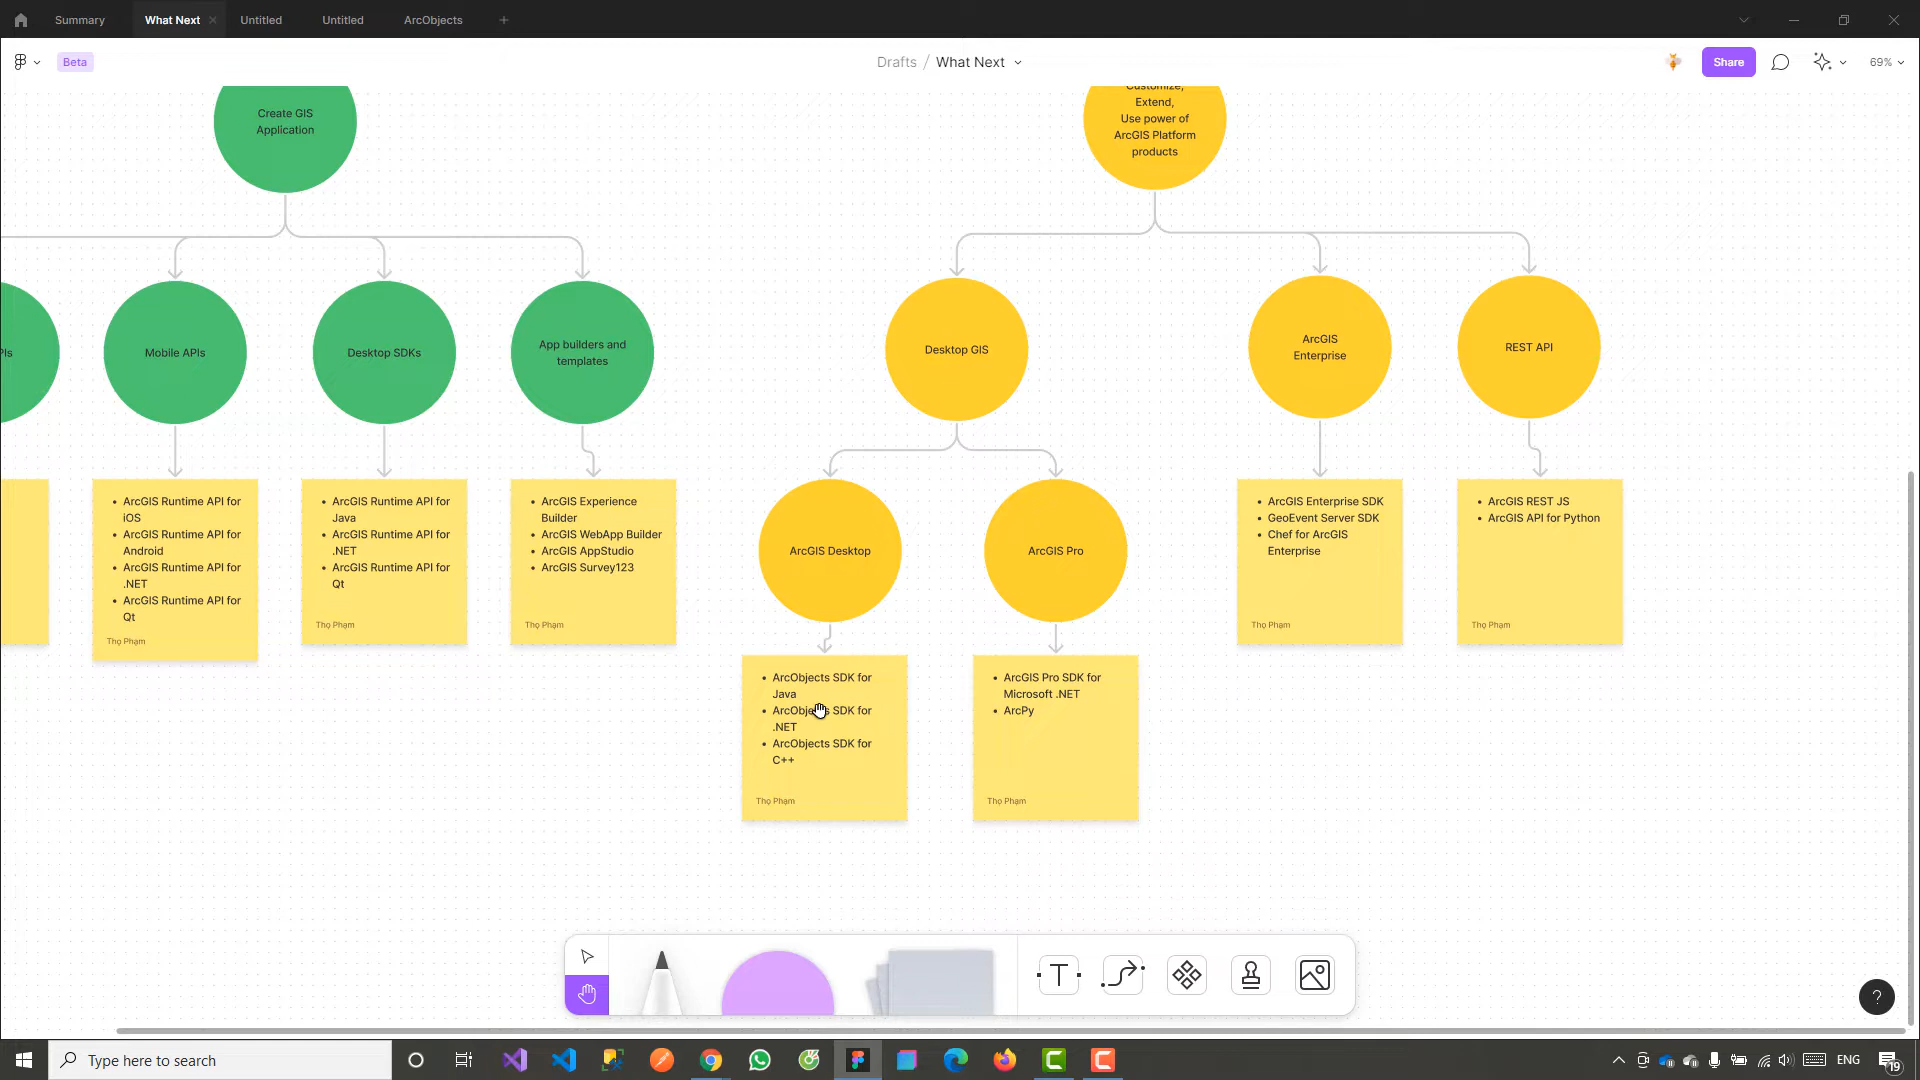 Summary
What Next
Untitled
Untitled
ArcObjects
Beta
Drafts / What Next
Share
69%
Create GIS
Application
Customize,
Extend,
Use power of
ArcGIS Platform
products
PIs
Mobile APIs
Desktop SDKs
App builders and
templates
Desktop GIS
ArcGIS
Enterprise
REST API
• ArcGIS Runtime API for
iOS
• ArcGIS Runtime API for
Android
• ArcGIS Runtime API for
.NET
• ArcGIS Runtime API for
Qt
Thọ Phạm
• ArcGIS Runtime API for
Java
• ArcGIS Runtime API for
.NET
• ArcGIS Runtime API for
Qt
Thọ Phạm
• ArcGIS Experience
Builder
• ArcGIS WebApp Builder
• ArcGIS AppStudio
• ArcGIS Survey123
Thọ Phạm
ArcGIS Desktop
ArcGIS Pro
• ArcGIS Enterprise SDK
• GeoEvent Server SDK
• Chef for ArcGIS
Enterprise
Thọ Phạm
• ArcGIS REST JS
• ArcGIS API for Python
Thọ Phạm
• ArcObjects SDK for
Java
• ArcObjects SDK for
.NET
• ArcObjects SDK for
C++
Thọ Phạm
• ArcGIS Pro SDK for
Microsoft .NET
• ArcPy
Thọ Phạm
T
?
Type here to search
ENG
19